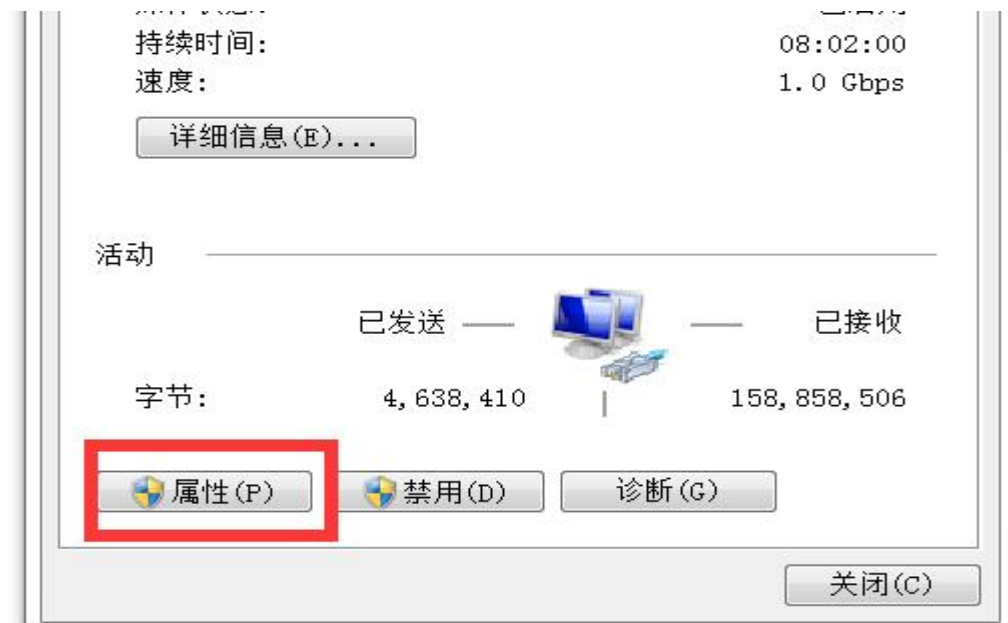 持续时间: 08:02:00
速度: 1.0 Gbps
详细信息(E)...
活动
已发送 已接收
字节: 4,638,410 158,858,506
属性(P) 禁用(D) 诊断(G)
关闭(C)